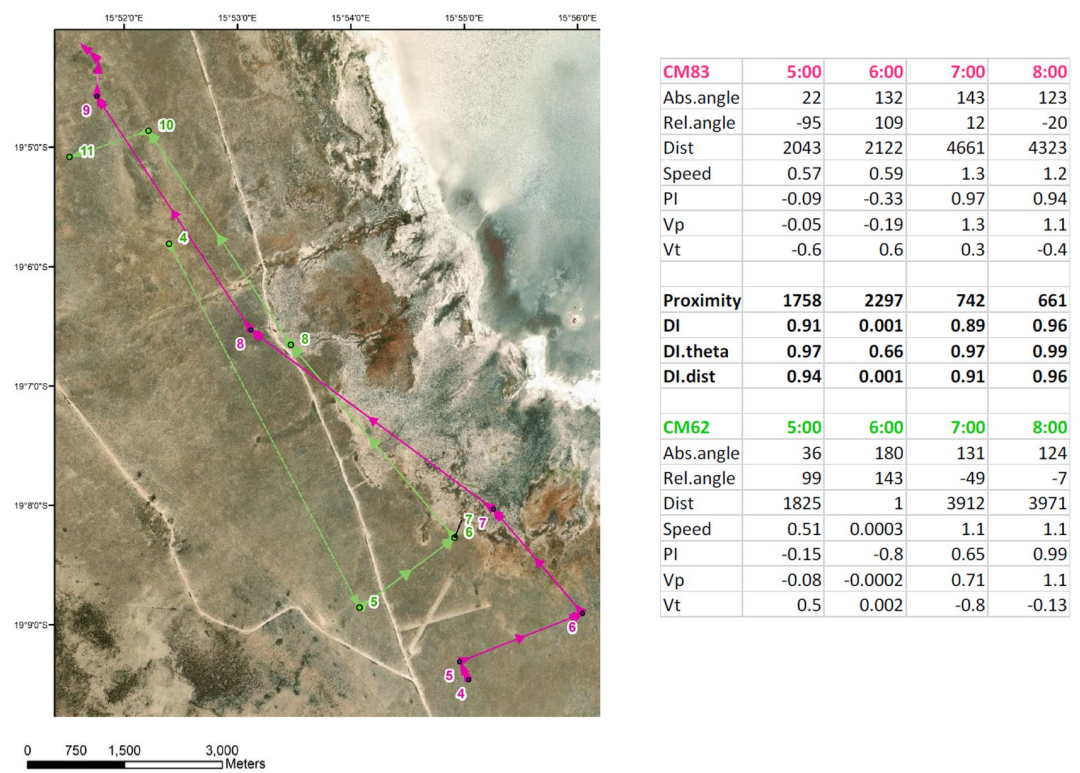 15°52'0"E 15°53'0"E 15°54'0"E 15°55'0"E 15°56'0"E
9
10
11
19°5'0"S
4
19°6'0"S
8
8
19°7'0"S
19°8'0"S
7
7
6
5
19°9'0"S
6
5
4
0 750 1,500 3,000
Meters
CM83 5:00 6:00 7:00 8:00
Abs.angle 22 132 143 123
Rel.angle -95 109 12 -20
Dist 2043 2122 4661 4323
Speed 0.57 0.59 1.3 1.2
PI -0.09 -0.33 0.97 0.94
Vp -0.05 -0.19 1.3 1.1
Vt -0.6 0.6 0.3 -0.4
Proximity 1758 2297 742 661
DI 0.91 0.001 0.89 0.96
DI.theta 0.97 0.66 0.97 0.99
DI.dist 0.94 0.001 0.91 0.96
CM62 5:00 6:00 7:00 8:00
Abs.angle 36 180 131 124
Rel.angle 99 143 -49 -7
Dist 1825 1 3912 3971
Speed 0.51 0.0003 1.1 1.1
PI -0.15 -0.8 0.65 0.99
Vp -0.08 -0.0002 0.71 1.1
Vt 0.5 0.002 -0.8 -0.13